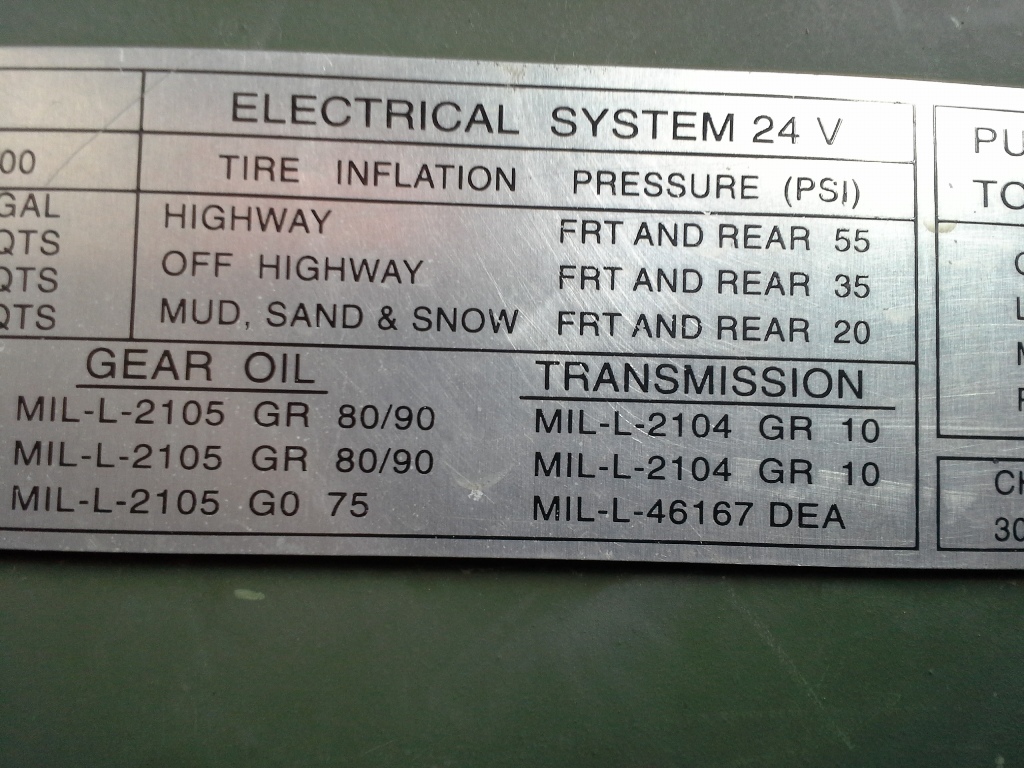 ELECTRICAL SYSTEM 24 V
00 TIRE INFLATION PRESSURE (PSI)
GAL HIGHWAY FRT AND REAR 55
QTS OFF HIGHWAY FRT AND REAR 35
QTS MUD, SAND & SNOW FRT AND REAR 20
QTS
GEAR OIL TRANSMISSION
MIL-L-2105 GR 80/90 MIL-L-2104 GR 10
MIL-L-2105 GR 80/90 MIL-L-2104 GR 10
MIL-L-2105 G0 75 MIL-L-46167 DEA
PU
TO
30